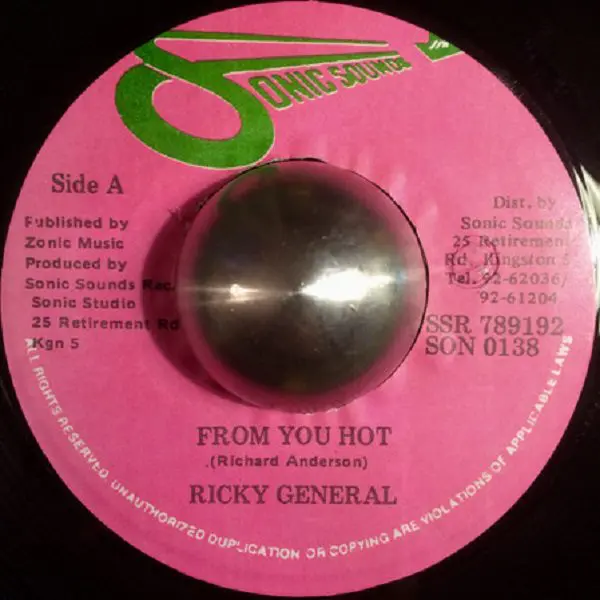 SONIC SOUNDS
Side A
Published by
Zonic Music
Produced by
Sonic Sounds Rec.
Sonic Studio
25 Retirement Rd
Kgn 5
Dist. by
Sonic Sounds
25 Retirement
Rd. Kingston 5
Tel. 92-62036/
92-61204
SSR 789192
SON 0138
FROM YOU HOT
(Richard Anderson)
RICKY GENERAL
ALL RIGHTS RESERVED. UNAUTHORIZED DUPLICATION OR COPYING ARE VIOLATIONS OF APPLICABLE LAWS